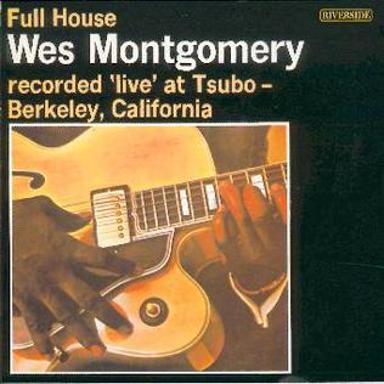 Full House
RIVERSIDE
Wes Montgomery
recorded 'live' at Tsubo –
Berkeley, California